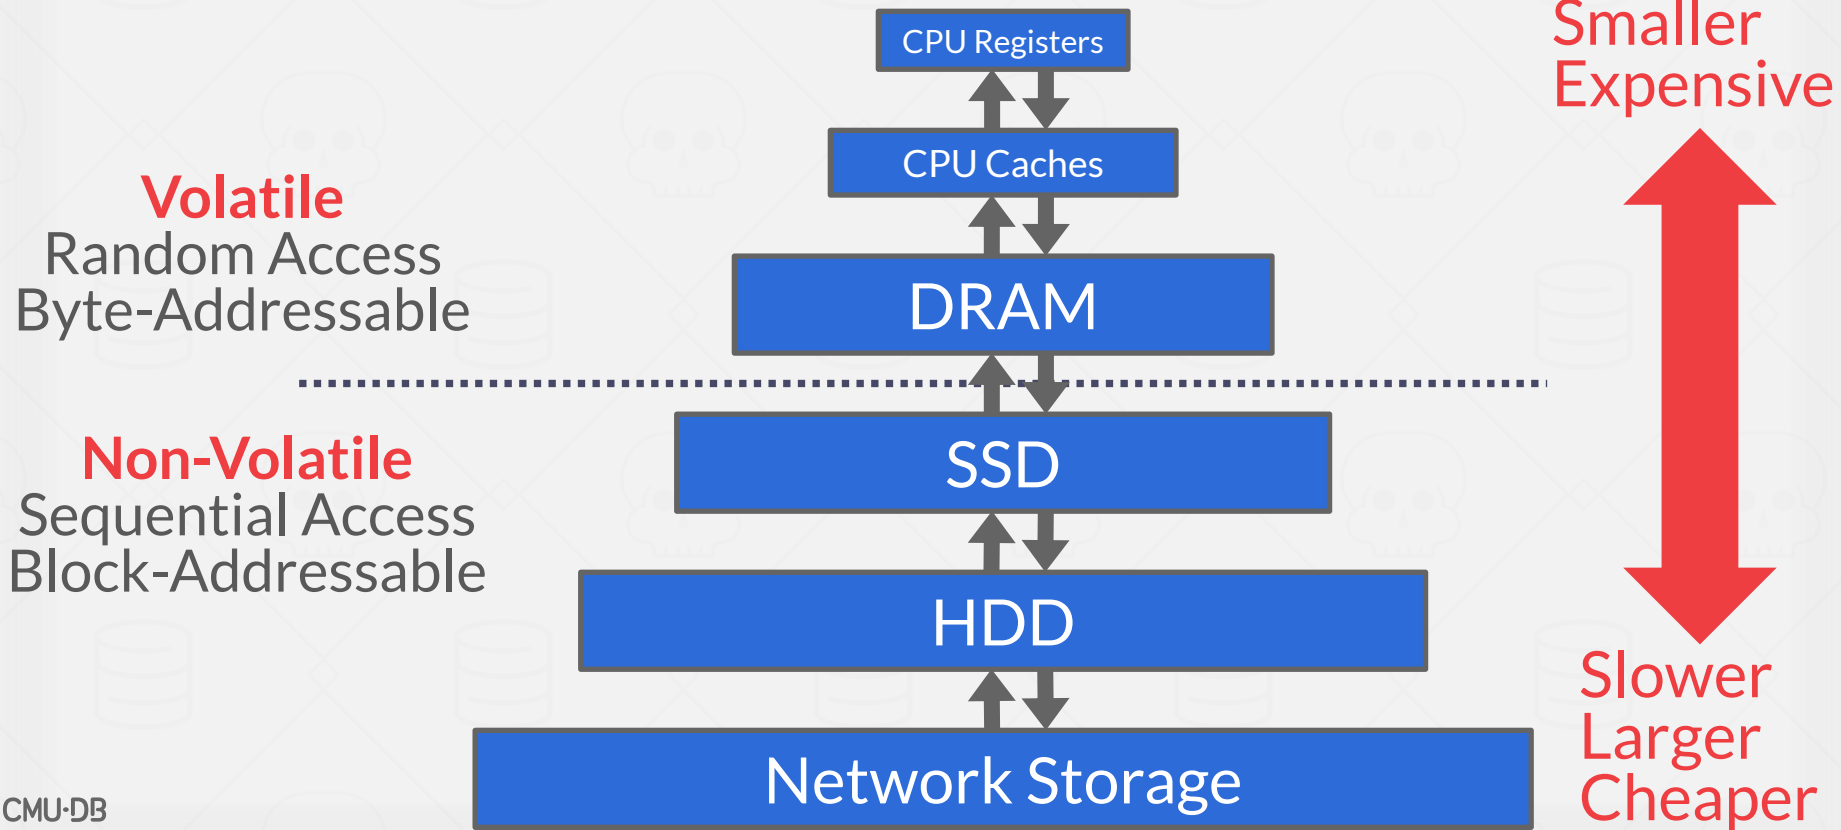 Smaller
Expensive
CPU Registers
CPU Caches
Volatile
Random Access
Byte-Addressable
DRAM
Non-Volatile
Sequential Access
Block-Addressable
SSD
HDD
Slower
Larger
Cheaper
Network Storage
CMU·DB